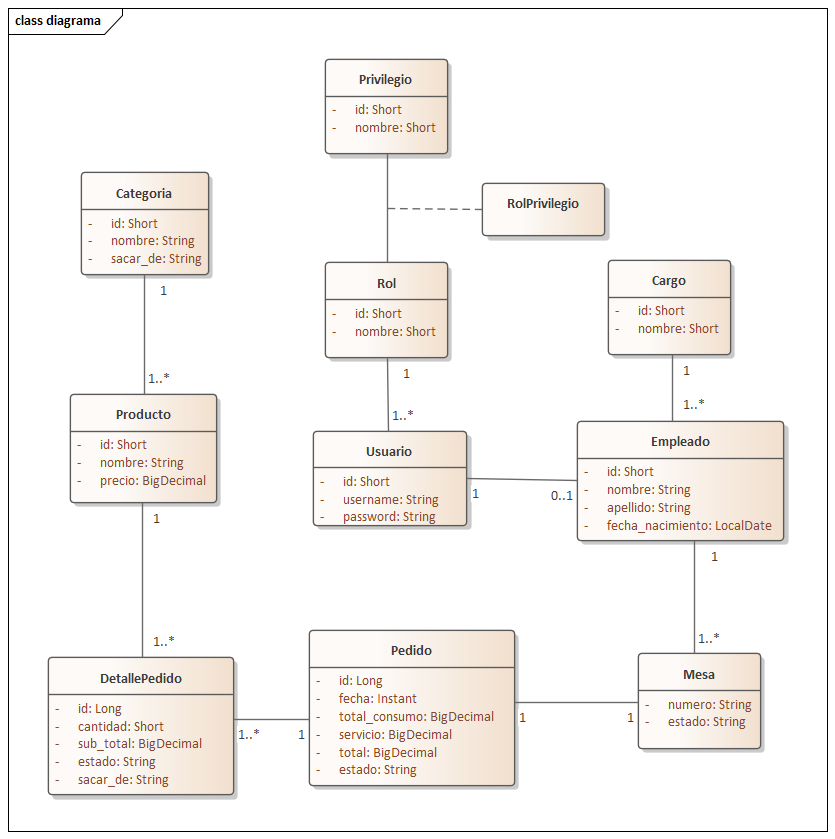 class diagrama
Privilegio
- id: Short
- nombre: Short
Categoria
- id: Short
- nombre: String
- sacar_de: String
RolPrivilegio
Rol
- id: Short
- nombre: Short
Cargo
- id: Short
- nombre: Short
1
1..*
1
1..*
1
1..*
Producto
- id: Short
- nombre: String
- precio: BigDecimal
Usuario
- id: Short
- username: String
- password: String
1
0..1
Empleado
- id: Short
- nombre: String
- apellido: String
- fecha_nacimiento: LocalDate
1
1..*
1
1..*
DetallePedido
- id: Long
- cantidad: Short
- sub_total: BigDecimal
- estado: String
- sacar_de: String
1..*
1
Pedido
- id: Long
- fecha: Instant
- total_consumo: BigDecimal
- servicio: BigDecimal
- total: BigDecimal
- estado: String
1
1
Mesa
- numero: String
- estado: String